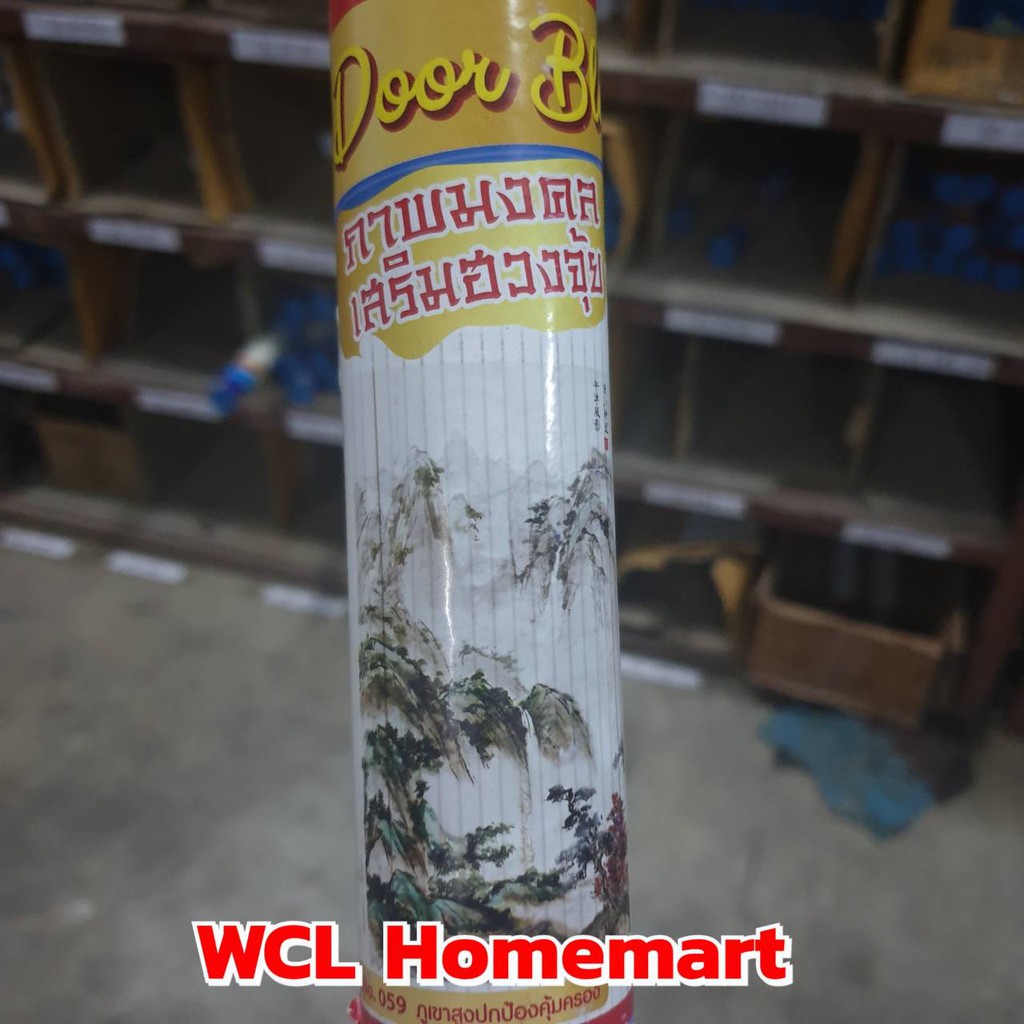 Door Bl
ภาพมงคล
เสริมฮวงจุ้ย
WCL Homemart
No. 059 ภูเขาสูงปกป้องคุ้มครอง